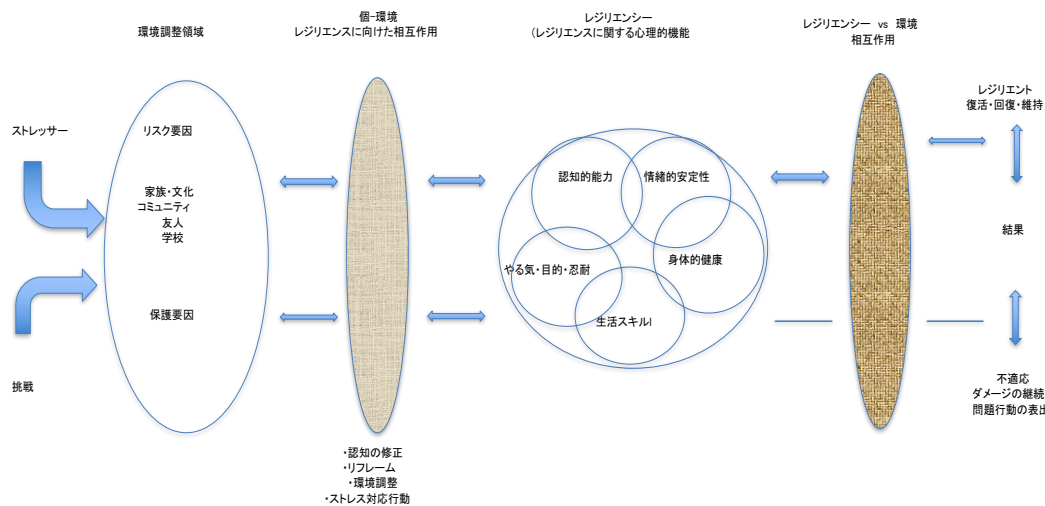 環境調整領域
個-環境
レジリエンスに向けた相互作用
レジリエンシー
(レジリエンスに関する心理的機能
レジリエンシー vs 環境
相互作用
ストレッサー
挑戦
リスク要因
家族・文化
コミュニティ
友人
学校
保護要因
・認知の修正
・リフレーム
・環境調整
・ストレス対応行動
認知的能力
情緒的安定性
やる気・目的・忍耐
身体的健康
生活スキルl
レジリエント
復活・回復・維持
結果
不適応
ダメージの継続
問題行動の表出